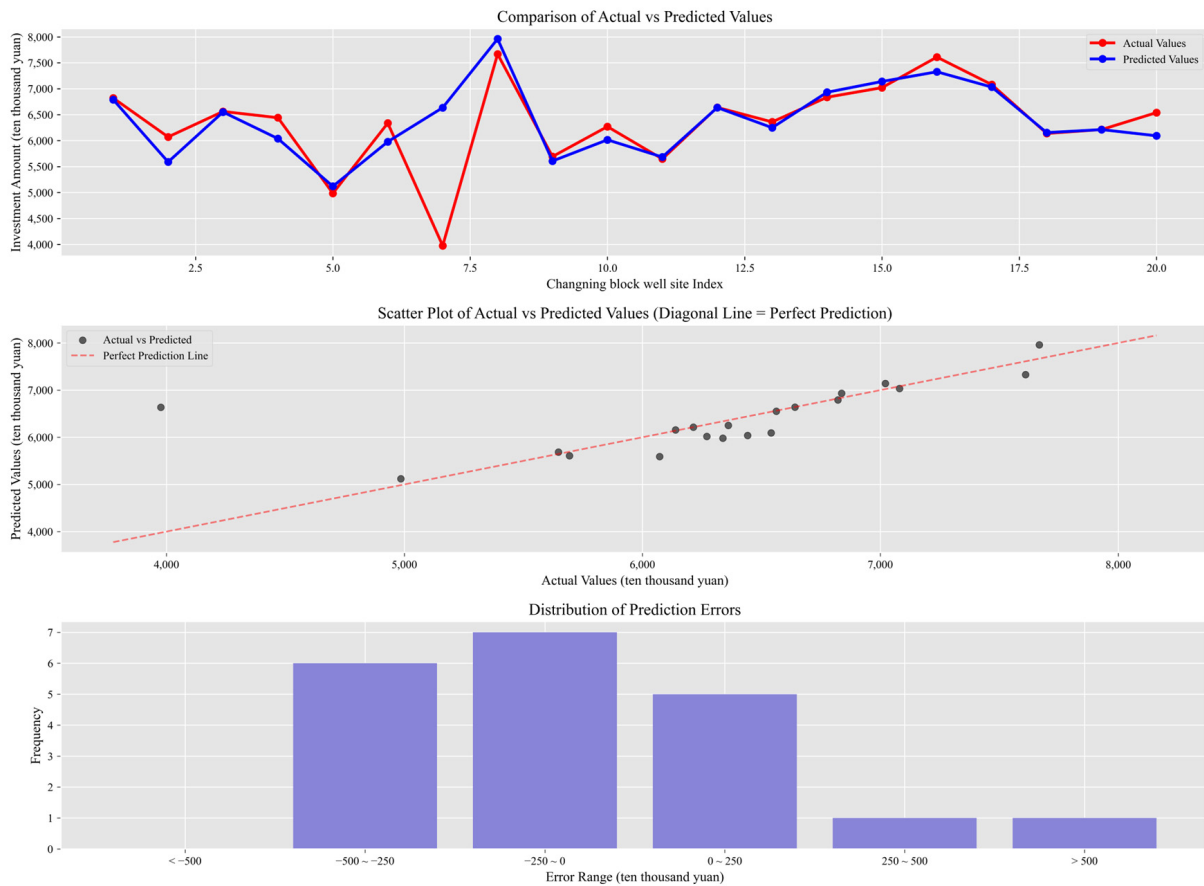 Comparison of Actual vs Predicted Values
Investment Amount (ten thousand yuan)
8,000
7,500
7,000
6,500
6,000
5,500
5,000
4,500
4,000
Actual Values
Predicted Values
2.5 5.0 7.5 10.0 12.5 15.0 17.5 20.0
Changning block well site Index
Scatter Plot of Actual vs Predicted Values (Diagonal Line = Perfect Prediction)
Predicted Values (ten thousand yuan)
8,000
7,000
6,000
5,000
4,000
Actual vs Predicted
Perfect Prediction Line
4,000 5,000 6,000 7,000 8,000
Actual Values (ten thousand yuan)
Distribution of Prediction Errors
Frequency
7
6
5
4
3
2
1
0
< −500 −500 ~ −250 −250 ~ 0 0 ~ 250 250 ~ 500 > 500
Error Range (ten thousand yuan)